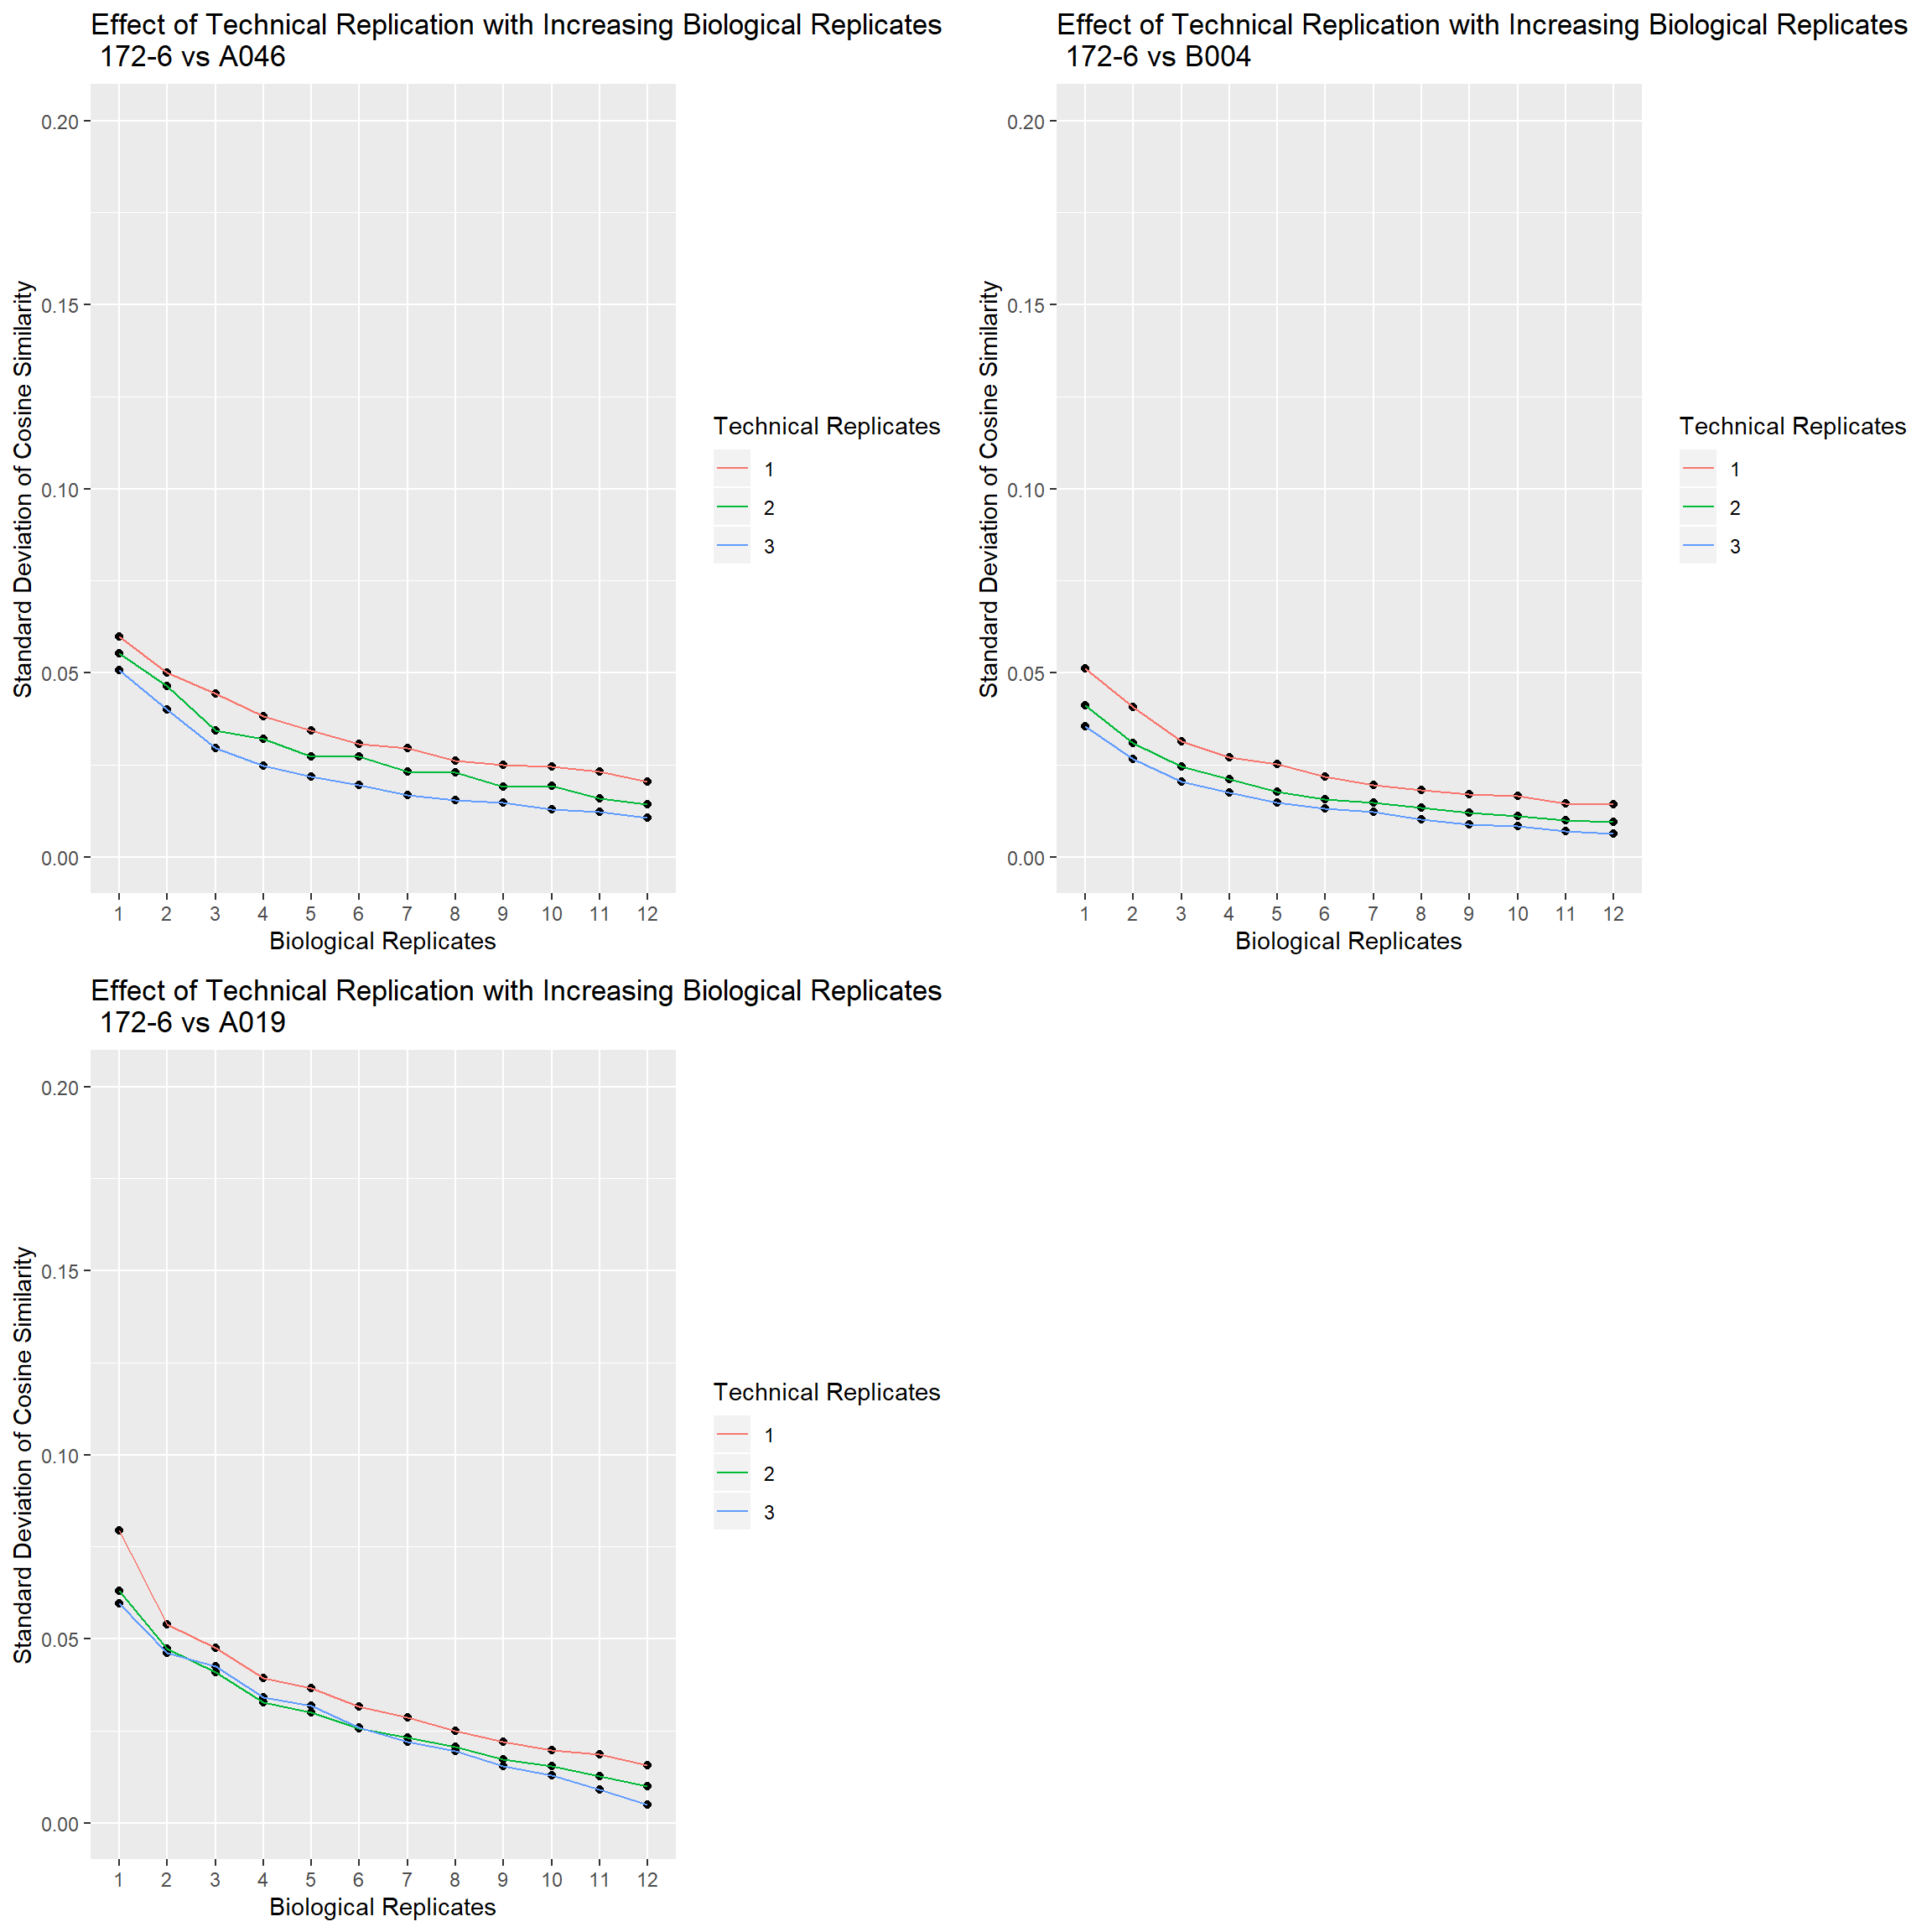 Effect of Technical Replication with Increasing Biological Replicates
172-6 vs A046
0.20
0.15
0.10
0.05
0.00
Standard Deviation of Cosine Similarity
1 2 3 4 5 6 7 8 9 10 11 12
Biological Replicates
Technical Replicates
1
2
3
Effect of Technical Replication with Increasing Biological Replicates
172-6 vs B004
0.20
0.15
0.10
0.05
0.00
Standard Deviation of Cosine Similarity
1 2 3 4 5 6 7 8 9 10 11 12
Biological Replicates
Technical Replicates
1
2
3
Effect of Technical Replication with Increasing Biological Replicates
172-6 vs A019
0.20
0.15
0.10
0.05
0.00
Standard Deviation of Cosine Similarity
1 2 3 4 5 6 7 8 9 10 11 12
Biological Replicates
Technical Replicates
1
2
3